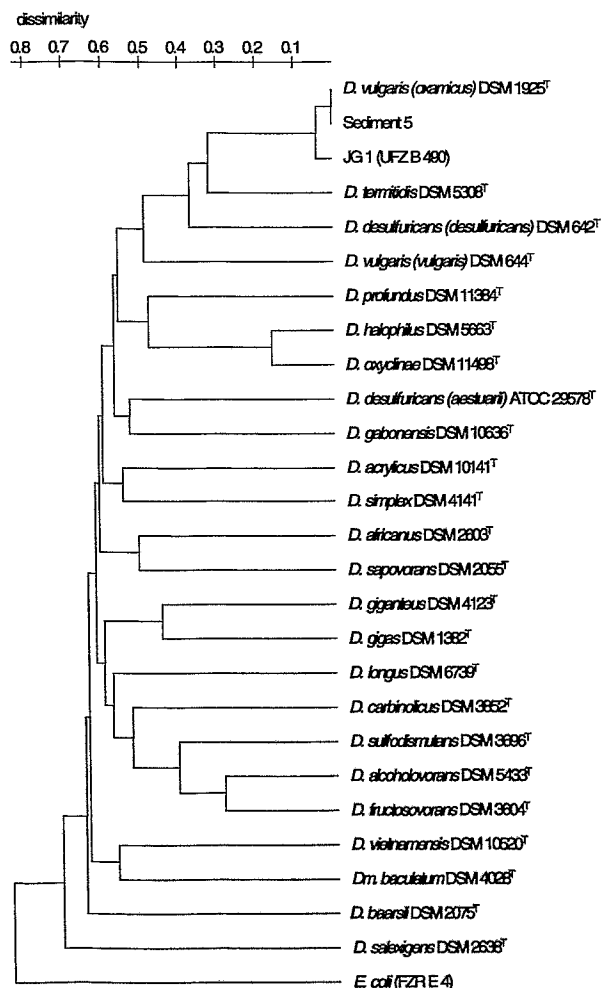 dissimilarity
0.8 0.7 0.6 0.5 0.4 0.3 0.2 0.1
D. vulgaris (oxamicus) DSM 1925ᵀ
Sediment 5
JG 1 (UFZ B 490)
D. termitidis DSM 5308ᵀ
D. desulfuricans (desulfuricans) DSM 642ᵀ
D. vulgaris (vulgaris) DSM 644ᵀ
D. profundus DSM 11384ᵀ
D. halophilus DSM 5663ᵀ
D. oxyclinae DSM 11498ᵀ
D. desulfuricans (aestuarii) ATCC 29578ᵀ
D. gabonensis DSM 10636ᵀ
D. acrylicus DSM 10141ᵀ
D. simplex DSM 4141ᵀ
D. africanus DSM 2603ᵀ
D. sapovorans DSM 2055ᵀ
D. giganteus DSM 4123ᵀ
D. gigas DSM 1382ᵀ
D. longus DSM 6739ᵀ
D. carbinolicus DSM 3852ᵀ
D. sulfodismutans DSM 3696ᵀ
D. alcoholovorans DSM 5433ᵀ
D. fructosovorans DSM 3604ᵀ
D. vietnamensis DSM 10520ᵀ
Dm. baculatum DSM 4028ᵀ
D. baarsii DSM 2075ᵀ
D. salexigens DSM 2638ᵀ
E. coli (FZR E 4)